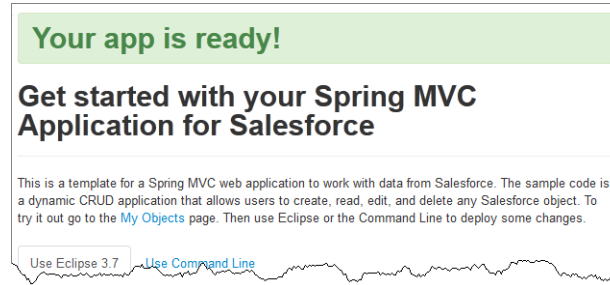 Your app is ready!
Get started with your Spring MVC
Application for Salesforce
This is a template for a Spring MVC web application to work with data from Salesforce. The sample code is
a dynamic CRUD application that allows users to create, read, edit, and delete any Salesforce object. To
try it out go to the My Objects page. Then use Eclipse or the Command Line to deploy some changes.
Use Eclipse 3.7 Use Command Line